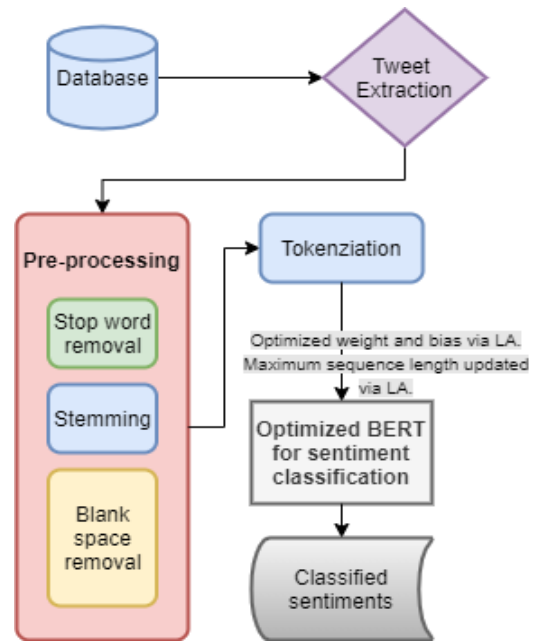 Database
Tweet
Extraction
Pre-processing
Stop word
removal
Stemming
Blank
space
removal
Tokenziation
Optimized weight and bias via LA.
Maximum sequence length updated
via LA.
Optimized BERT
for sentiment
classification
Classified
sentiments